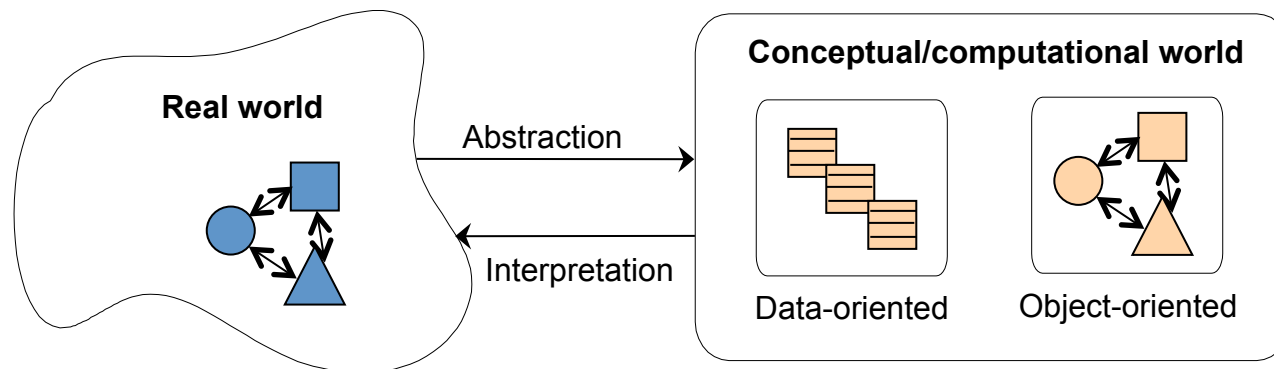 Conceptual/computational world
Real world
Abstraction
Interpretation
Data-oriented
Object-oriented